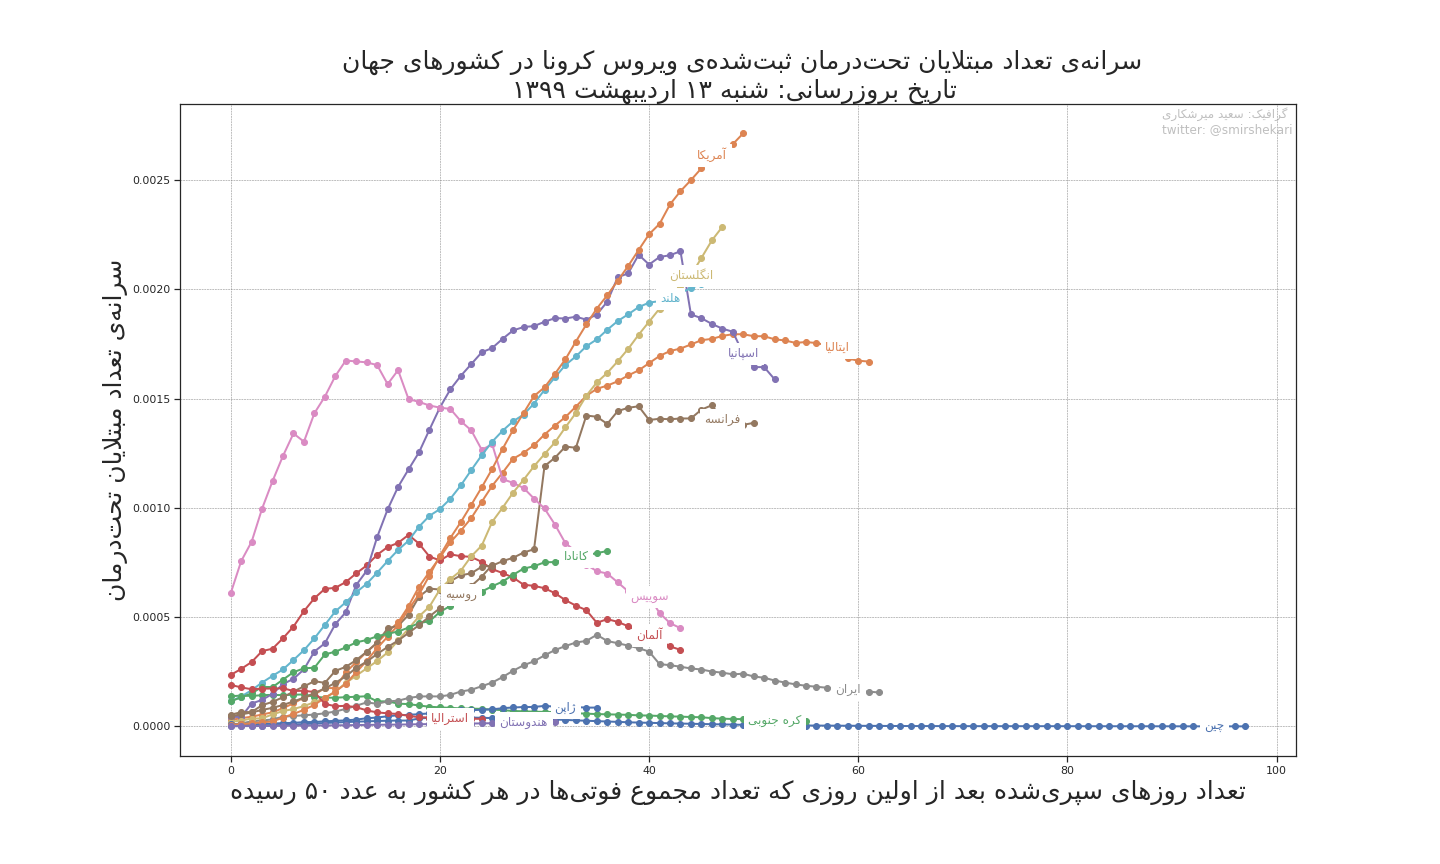 سرانه‌ی تعداد مبتلایان تحت‌درمان ثبت‌شده‌ی ویروس کرونا در کشورهای جهان
تاریخ بروزرسانی: شنبه ۱۳ اردیبهشت ۱۳۹۹
گرافیک: سعید میرشکاری
twitter: @smirshekari
سرانه‌ی تعداد مبتلایان تحت‌درمان
0.0025
0.0020
0.0015
0.0010
0.0005
0.0000
آمریکا
انگلستان
هلند
ایتالیا
اسپانیا
فرانسه
کانادا
روسیه
سوییس
آلمان
ایران
ژاپن
استرالیا
هندوستان
کره جنوبی
چین
0 20 40 60 80 100
تعداد روزهای سپری‌شده بعد از اولین روزی که تعداد مجموع فوتی‌ها در هر کشور به عدد ۵۰ رسیده